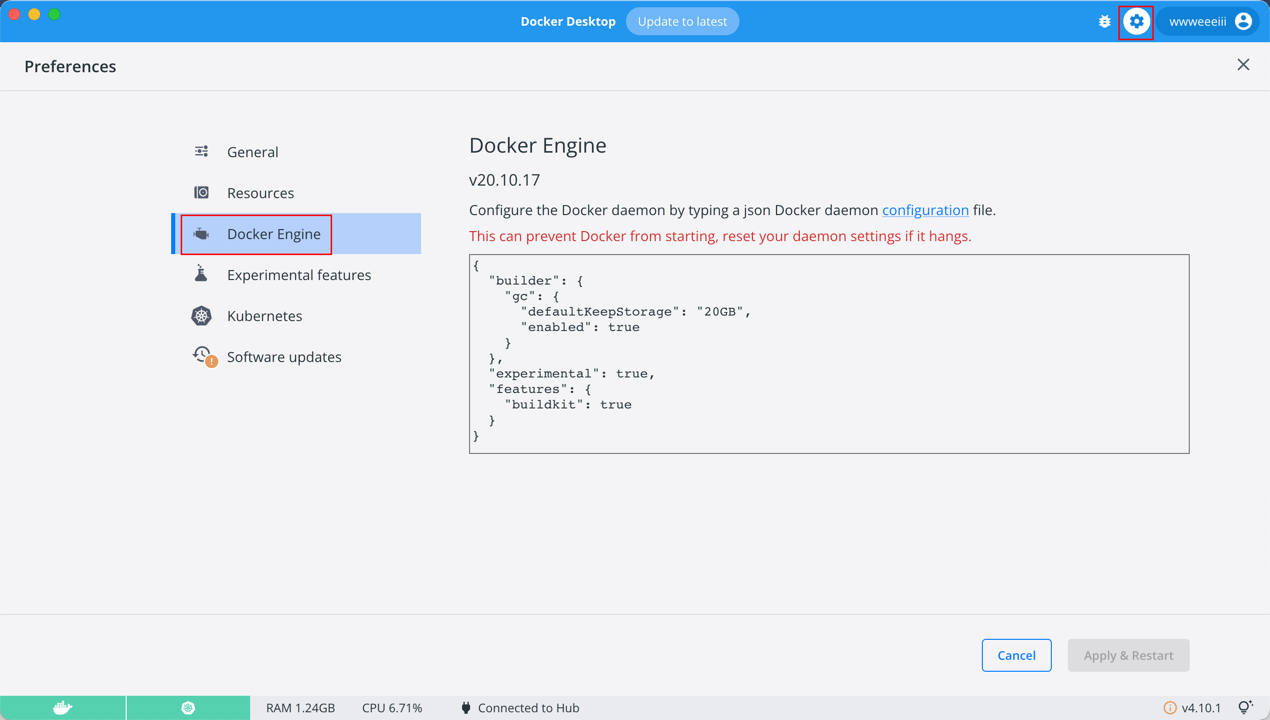 Docker Desktop Update to latest wwweeeiii
Preferences
General
Resources
Docker Engine
Experimental features
Kubernetes
Software updates
Docker Engine
v20.10.17
Configure the Docker daemon by typing a json Docker daemon configuration file.
This can prevent Docker from starting, reset your daemon settings if it hangs.
{
  "builder": {
    "gc": {
      "defaultKeepStorage": "20GB",
      "enabled": true
    }
  },
  "experimental": true,
  "features": {
    "buildkit": true
  }
}
Cancel Apply & Restart
RAM 1.24GB CPU 6.71% Connected to Hub v4.10.1